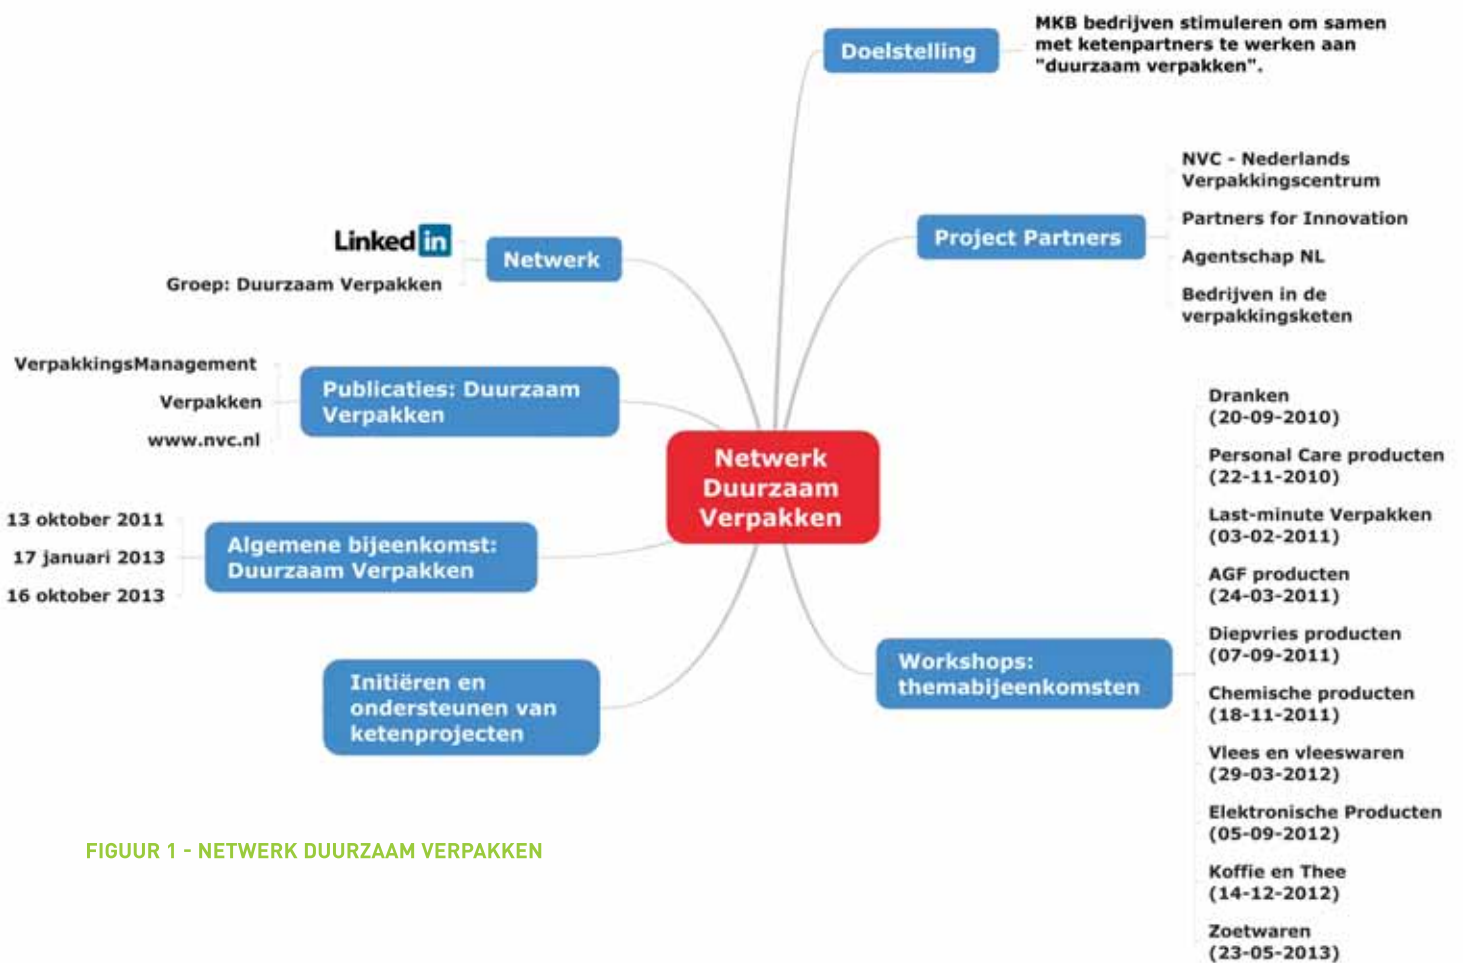 Doelstelling
MKB bedrijven stimuleren om samen
met ketenpartners te werken aan
"duurzaam verpakken".
Project Partners
NVC - Nederlands
Verpakkingscentrum
Partners for Innovation
Agentschap NL
Bedrijven in de
verpakkingsketen
Linked in
Groep: Duurzaam Verpakken
Netwerk
VerpakkingsManagement
Verpakken
www.nvc.nl
Publicaties: Duurzaam
Verpakken
Netwerk
Duurzaam
Verpakken
13 oktober 2011
17 januari 2013
16 oktober 2013
Algemene bijeenkomst:
Duurzaam Verpakken
Initiëren en
ondersteunen van
ketenprojecten
Workshops:
themabijeenkomsten
Dranken
(20-09-2010)
Personal Care producten
(22-11-2010)
Last-minute Verpakken
(03-02-2011)
AGF producten
(24-03-2011)
Diepvries producten
(07-09-2011)
Chemische producten
(18-11-2011)
Vlees en vleeswaren
(29-03-2012)
Elektronische Producten
(05-09-2012)
Koffie en Thee
(14-12-2012)
Zoetwaren
(23-05-2013)
FIGUUR 1 - NETWERK DUURZAAM VERPAKKEN